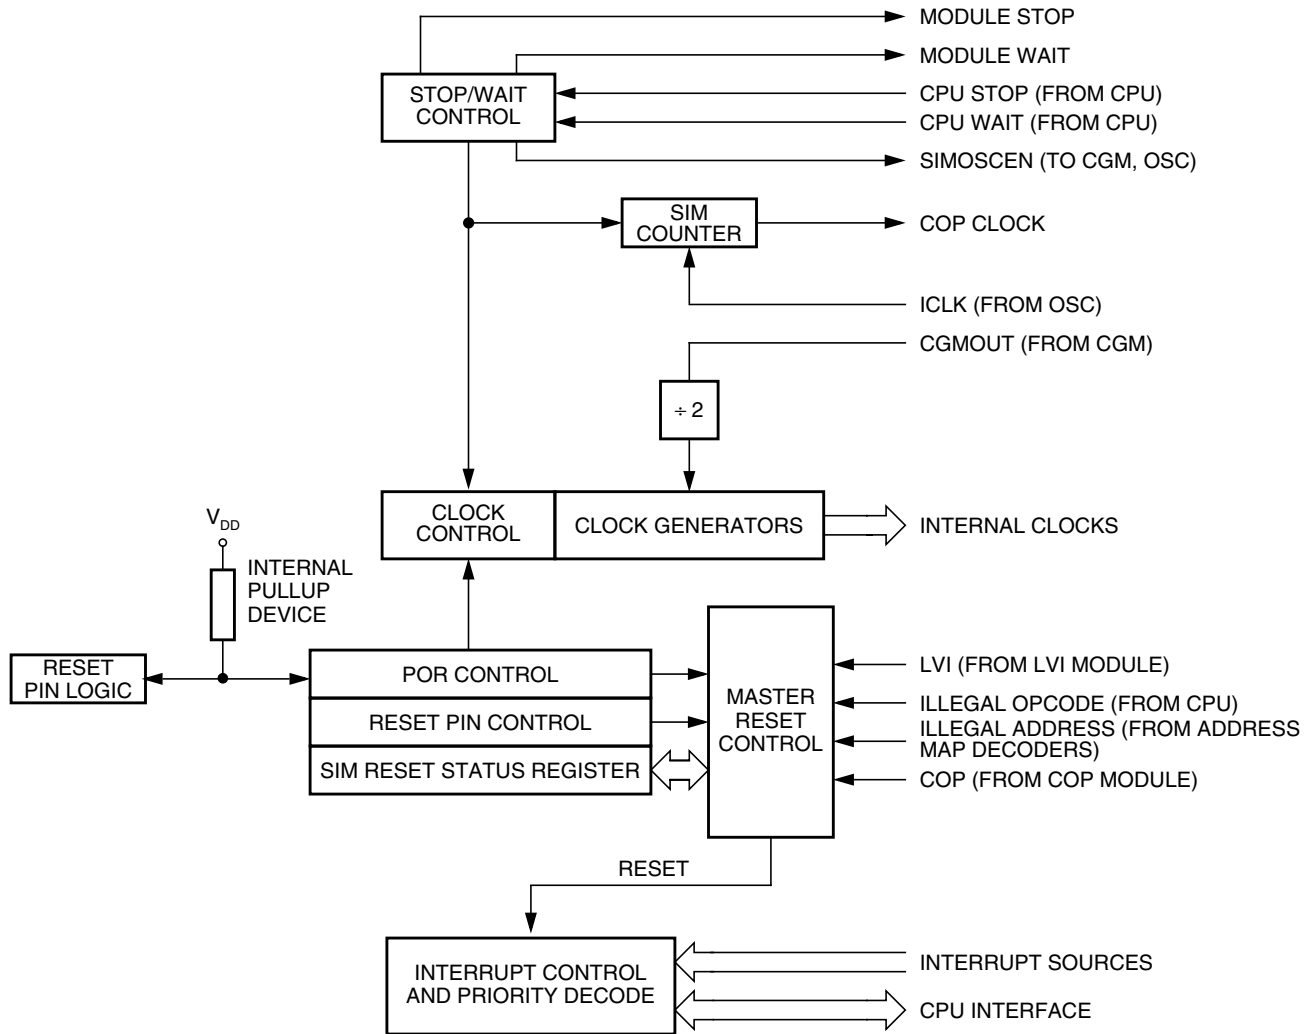 MODULE STOP
MODULE WAIT
STOP/WAIT
CONTROL
CPU STOP (FROM CPU)
CPU WAIT (FROM CPU)
SIMOSCEN (TO CGM, OSC)
SIM
COUNTER
COP CLOCK
ICLK (FROM OSC)
CGMOUT (FROM CGM)
÷ 2
CLOCK
CONTROL
CLOCK GENERATORS
INTERNAL CLOCKS
VDD
INTERNAL
PULLUP
DEVICE
RESET
PIN LOGIC
POR CONTROL
RESET PIN CONTROL
SIM RESET STATUS REGISTER
MASTER
RESET
CONTROL
LVI (FROM LVI MODULE)
ILLEGAL OPCODE (FROM CPU)
ILLEGAL ADDRESS (FROM ADDRESS
MAP DECODERS)
COP (FROM COP MODULE)
RESET
INTERRUPT CONTROL
AND PRIORITY DECODE
INTERRUPT SOURCES
CPU INTERFACE